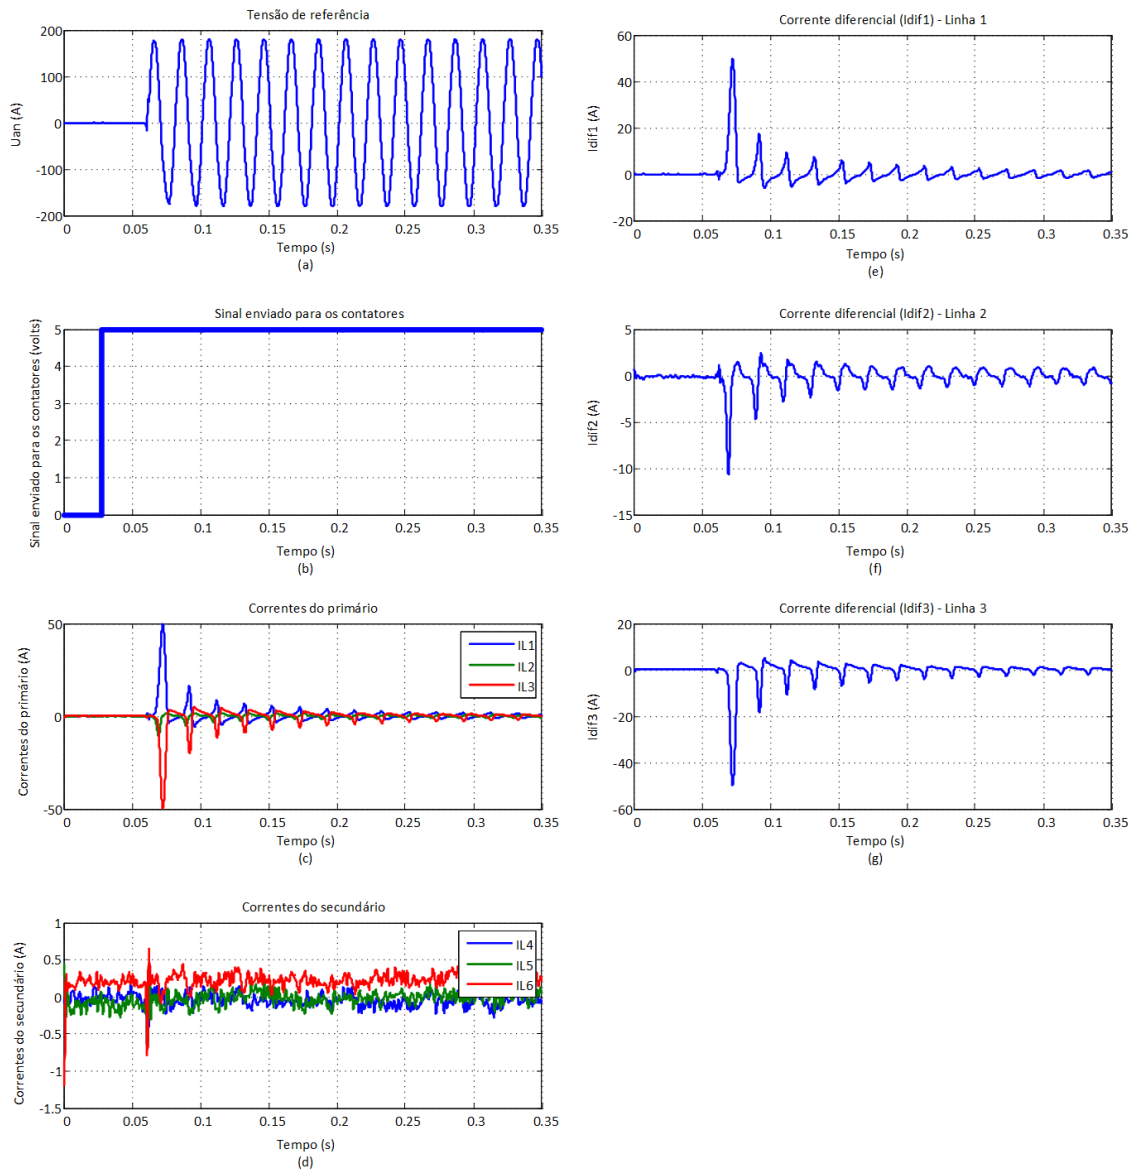 Tensão de referência
Uan (A)
200
100
0
-100
-200
0 0.05 0.1 0.15 0.2 0.25 0.3 0.35
Tempo (s)
(a)
Corrente diferencial (Idif1) - Linha 1
Idif1 (A)
60
40
20
0
-20
0 0.05 0.1 0.15 0.2 0.25 0.3 0.35
Tempo (s)
(e)
Sinal enviado para os contatores
Sinal enviado para os contatores (volts)
5
4
3
2
1
0
0 0.05 0.1 0.15 0.2 0.25 0.3 0.35
Tempo (s)
(b)
Corrente diferencial (Idif2) - Linha 2
Idif2 (A)
5
0
-5
-10
-15
0 0.05 0.1 0.15 0.2 0.25 0.3 0.35
Tempo (s)
(f)
Correntes do primário
Correntes do primário (A)
50
0
-50
IL1
IL2
IL3
0 0.05 0.1 0.15 0.2 0.25 0.3 0.35
Tempo (s)
(c)
Corrente diferencial (Idif3) - Linha 3
Idif3 (A)
20
0
-20
-40
-60
0 0.05 0.1 0.15 0.2 0.25 0.3 0.35
Tempo (s)
(g)
Correntes do secundário
Correntes do secundário (A)
1
0.5
0
-0.5
-1
-1.5
IL4
IL5
IL6
0 0.05 0.1 0.15 0.2 0.25 0.3 0.35
Tempo (s)
(d)